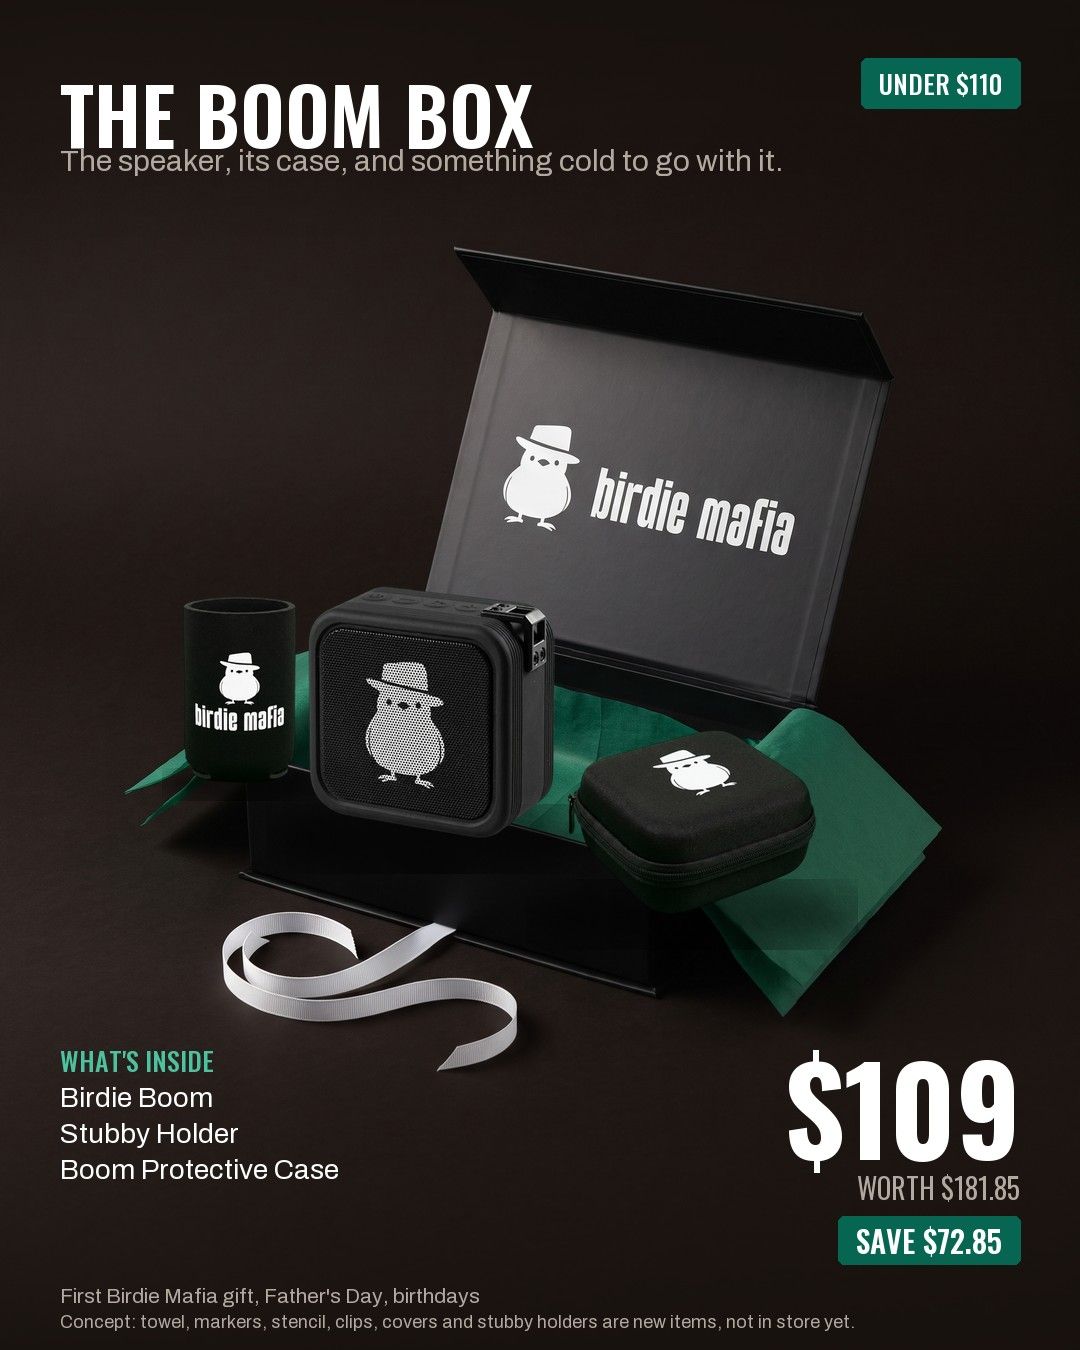 THE BOOM BOX
UNDER $110
The speaker, its case, and something cold to go with it.
birdie mafia
birdie mafia
WHAT'S INSIDE
Birdie Boom
Stubby Holder
Boom Protective Case
$109
WORTH $181.85
SAVE $72.85
First Birdie Mafia gift, Father's Day, birthdays
Concept: towel, markers, stencil, clips, covers and stubby holders are new items, not in store yet.